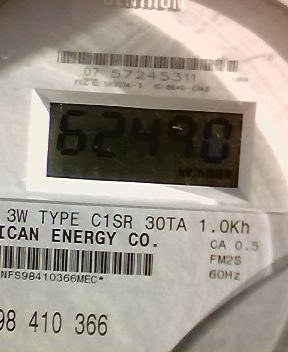 07 57245311
62490
3W TYPE C1SR 30TA 1.0Kh
ICAN ENERGY CO.
CA 0.5
FM2S
NFS98410366MEC*
60Hz
98 410 366